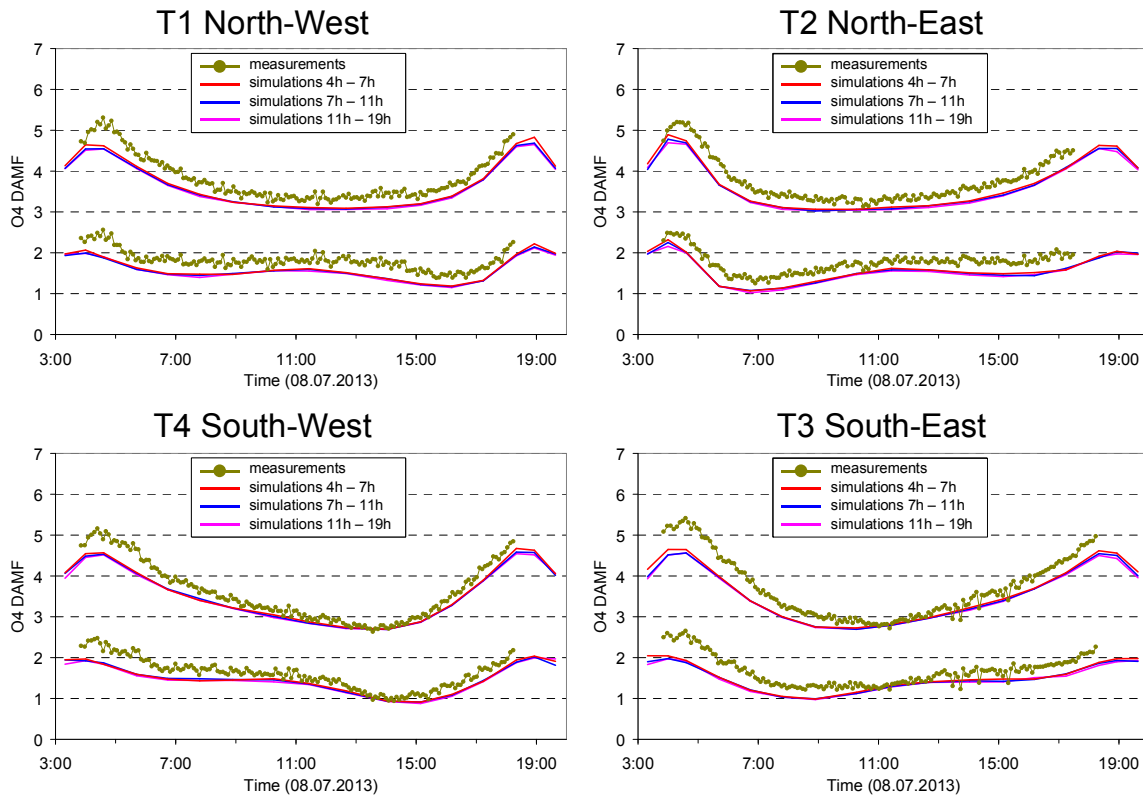 T1 North-West
7
6
5
4
3
2
1
0
O4 DAMF
measurements
simulations 4h – 7h
simulations 7h – 11h
simulations 11h – 19h
3:00 7:00 11:00 15:00 19:00
Time (08.07.2013)
T2 North-East
7
6
5
4
3
2
1
0
measurements
simulations 4h – 7h
simulations 7h – 11h
simulations 11h – 19h
3:00 7:00 11:00 15:00 19:00
Time (08.07.2013)
T4 South-West
7
6
5
4
3
2
1
0
O4 DAMF
measurements
simulations 4h – 7h
simulations 7h – 11h
simulations 11h – 19h
3:00 7:00 11:00 15:00 19:00
Time (08.07.2013)
T3 South-East
7
6
5
4
3
2
1
0
O4 DAMF
measurements
simulations 4h – 7h
simulations 7h – 11h
simulations 11h – 19h
3:00 7:00 11:00 15:00 19:00
Time (08.07.2013)